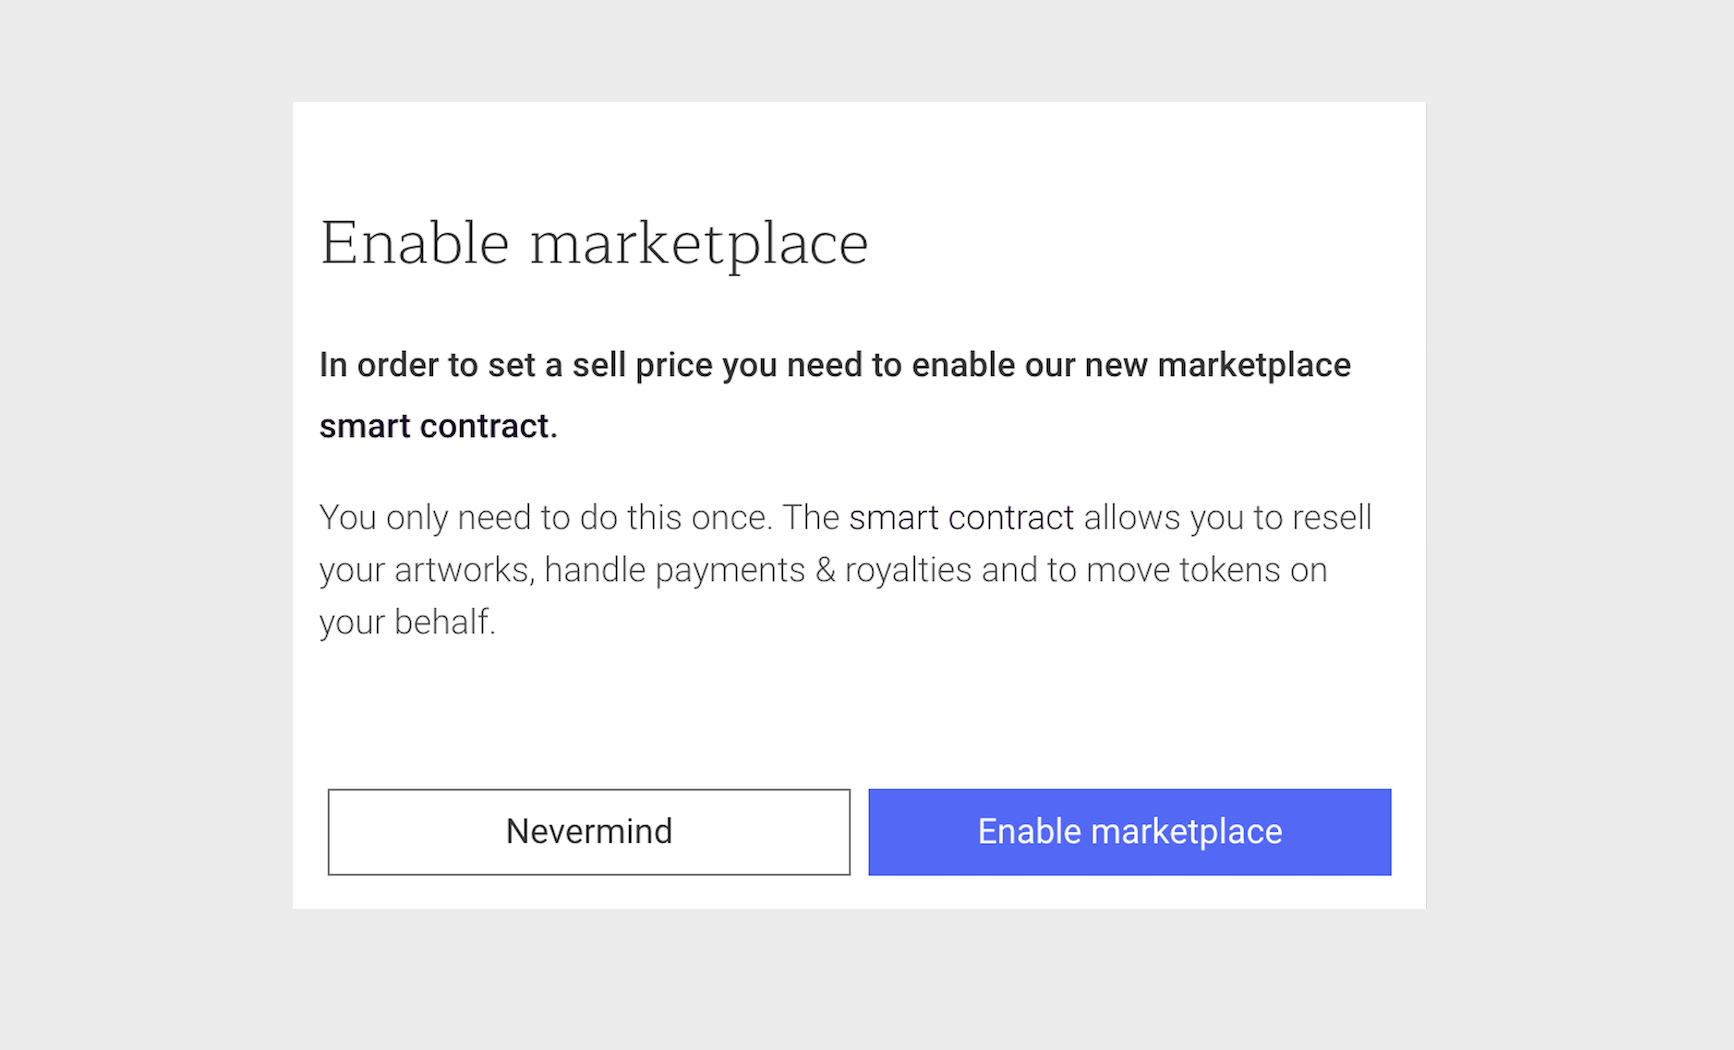 Enable marketplace
In order to set a sell price you need to enable our new marketplace
smart contract.
You only need to do this once. The smart contract allows you to resell
your artworks, handle payments & royalties and to move tokens on
your behalf.
Nevermind
Enable marketplace